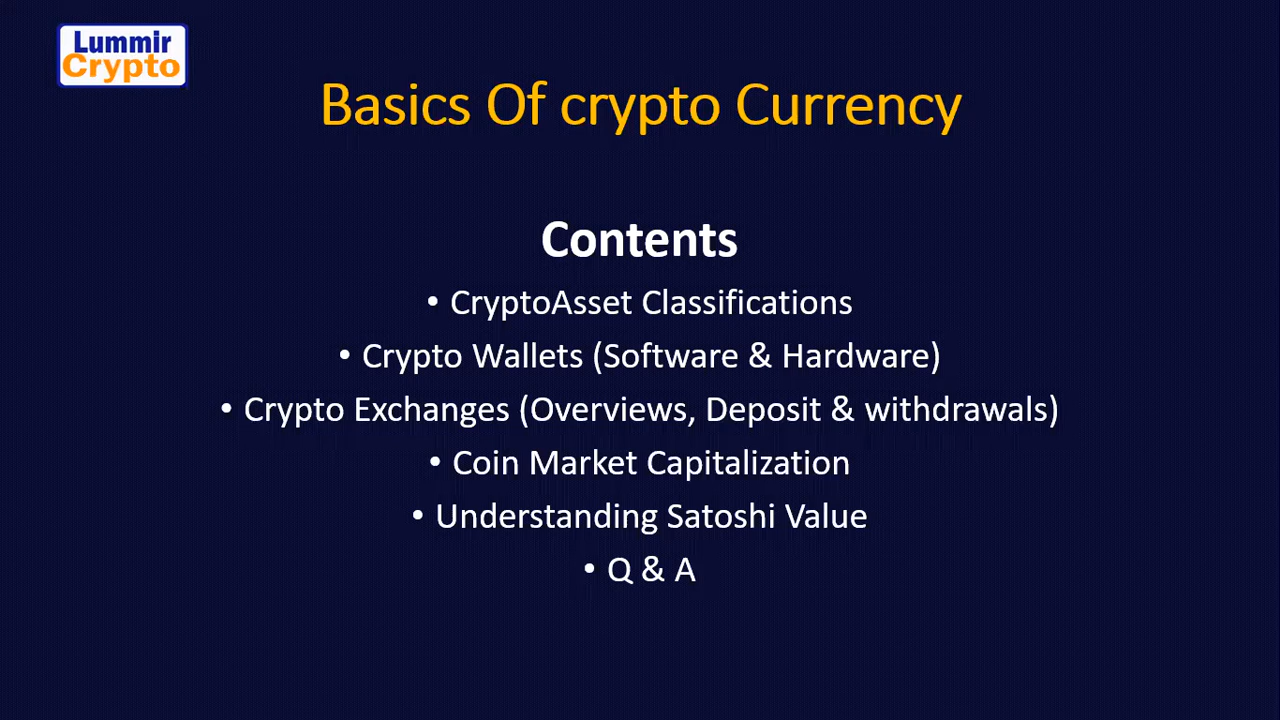 Lummir
Crypto
Basics Of crypto Currency
Contents
• CryptoAsset Classifications
• Crypto Wallets (Software & Hardware)
• Crypto Exchanges (Overviews, Deposit & withdrawals)
• Coin Market Capitalization
• Understanding Satoshi Value
• Q & A